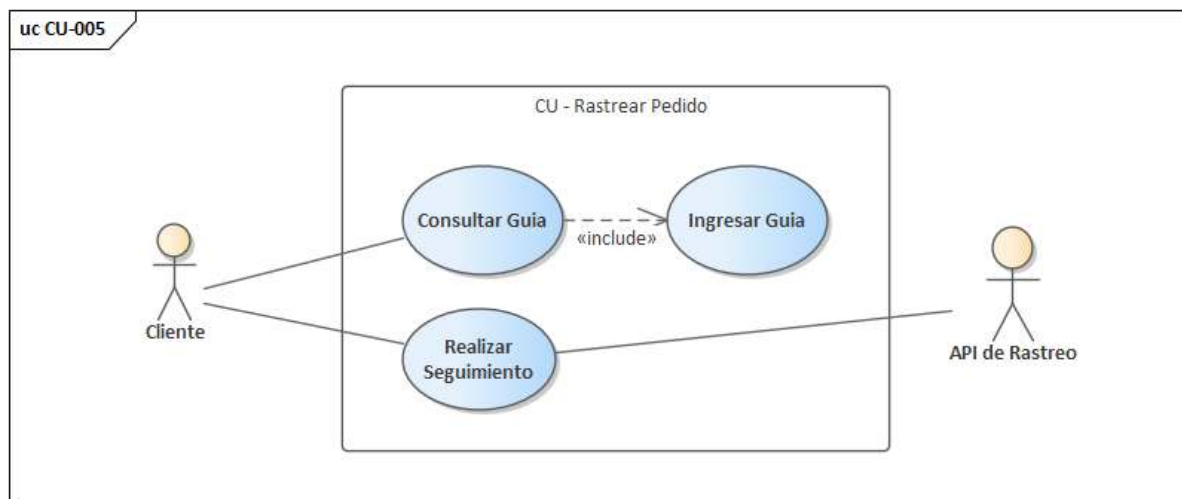 uc CU-005
CU - Rastrear Pedido
Consultar Guia
«include»
Ingresar Guia
Cliente
Realizar
Seguimiento
API de Rastreo